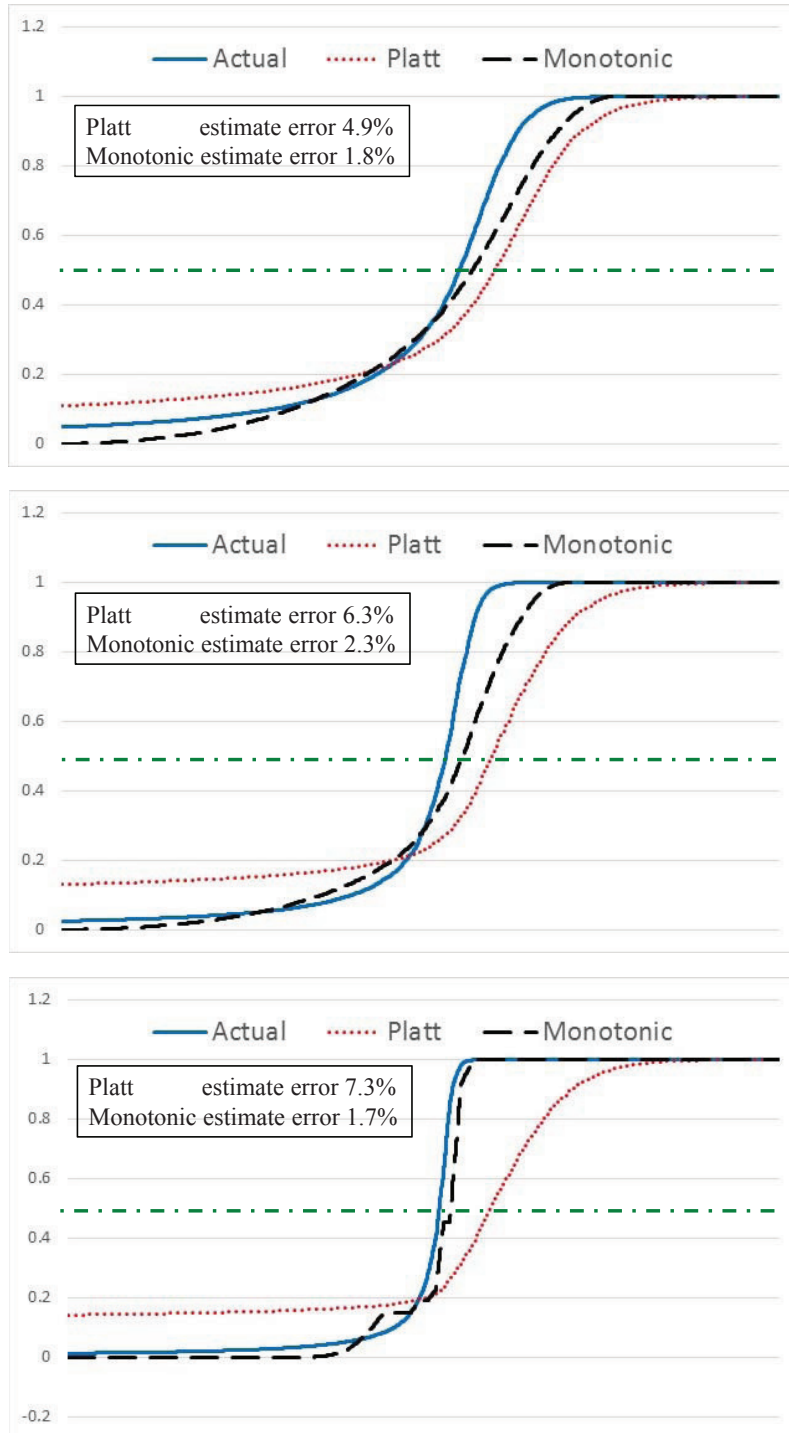 1.2
Actual Platt Monotonic
1
Platt estimate error 4.9%
Monotonic estimate error 1.8%
0.8
0.6
0.4
0.2
0
1.2
Actual Platt Monotonic
1
Platt estimate error 6.3%
Monotonic estimate error 2.3%
0.8
0.6
0.4
0.2
0
1.2
Actual Platt Monotonic
1
Platt estimate error 7.3%
Monotonic estimate error 1.7%
0.8
0.6
0.4
0.2
0
-0.2